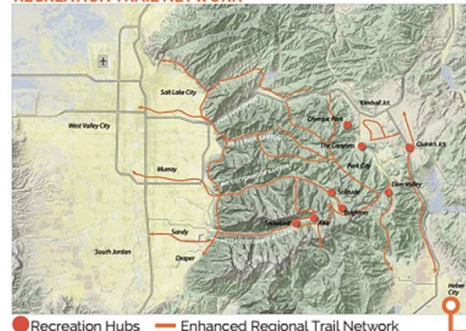 RECREATION TRAIL NETWORK
Salt Lake City
West Valley City
Murray
Sandy
South Jordan
Draper
Kimball Jct.
Olympic Park
The Canyons
Quinn's Jct.
Park City
Deer Valley
Solitude
Brighton
Snowbird
Alta
Heber
City
Recreation Hubs
Enhanced Regional Trail Network